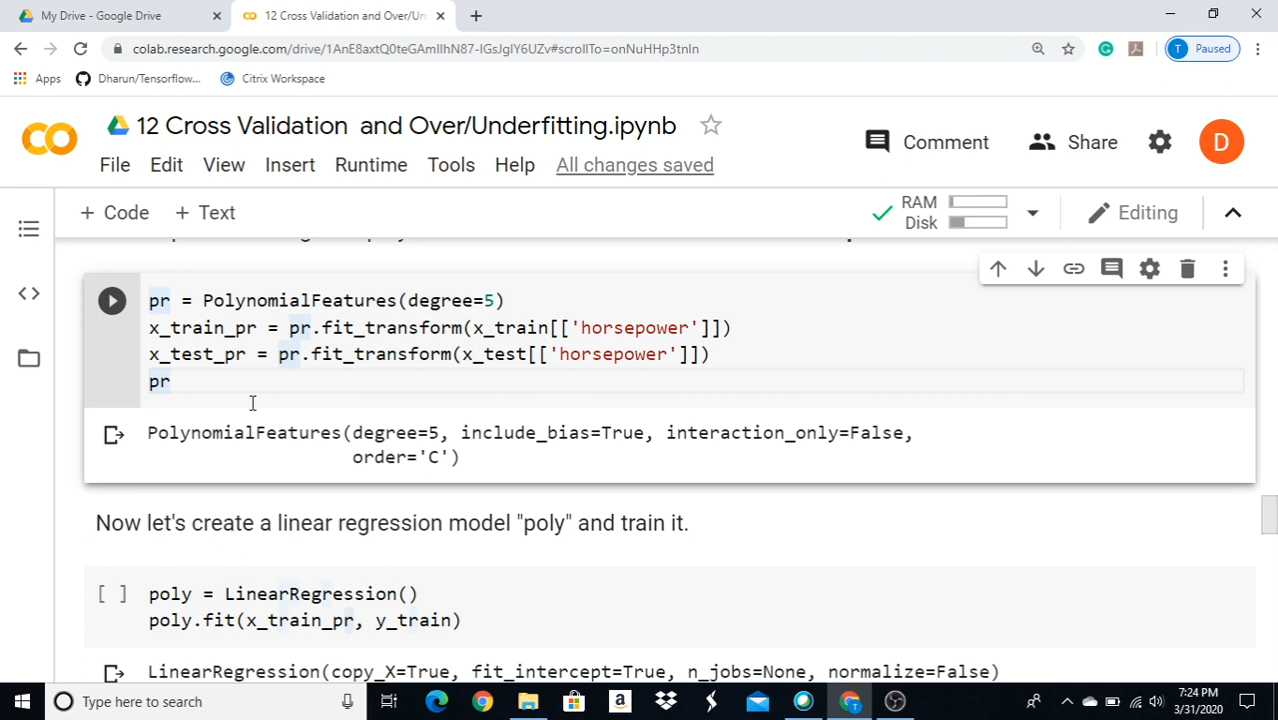 My Drive - Google Drive
12 Cross Validation and Over/Un
colab.research.google.com/drive/1AnE8axtQ0teGAmIlhN87-IGsJgIY6UZv#scrollTo=onNuHHp3tnIn
T Paused
Apps Dharun/Tensorflow... Citrix Workspace
12 Cross Validation and Over/Underfitting.ipynb
Comment Share D
File Edit View Insert Runtime Tools Help All changes saved
+ Code + Text RAM Disk Editing
pr = PolynomialFeatures(degree=5)
x_train_pr = pr.fit_transform(x_train[['horsepower']])
x_test_pr = pr.fit_transform(x_test[['horsepower']])
pr
PolynomialFeatures(degree=5, include_bias=True, interaction_only=False,
order='C')
Now let's create a linear regression model "poly" and train it.
[ ] poly = LinearRegression()
poly.fit(x_train_pr, y_train)
LinearRegression(copy_X=True, fit_intercept=True, n_jobs=None, normalize=False)
Type here to search
7:24 PM
3/31/2020